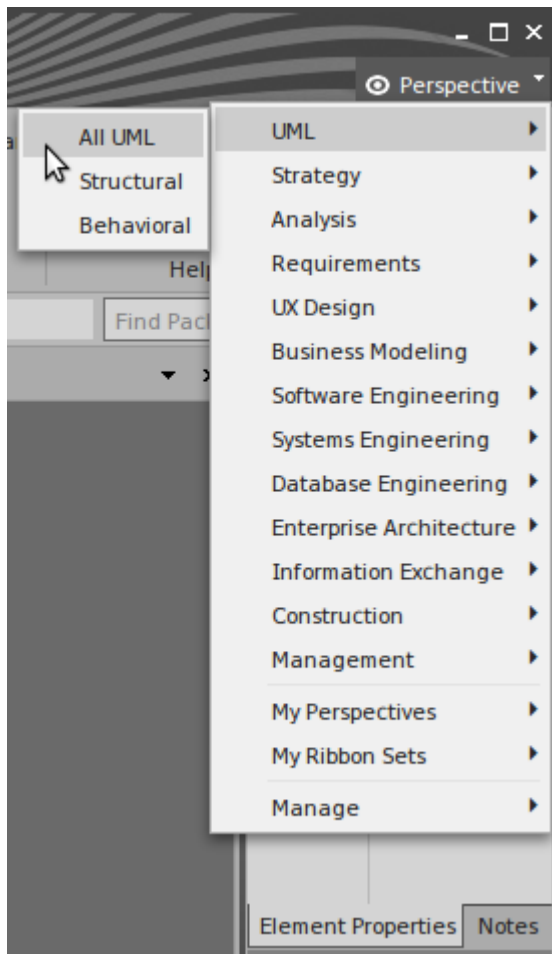 Perspective
UML
All UML
Strategy
Structural
Analysis
Behavioral
Requirements
UX Design
Find
Business Modeling
Software Engineering
Systems Engineering
Database Engineering
Enterprise Architecture
Information Exchange
Construction
Management
My Perspectives
My Ribbon Sets
Manage
Element Properties Notes